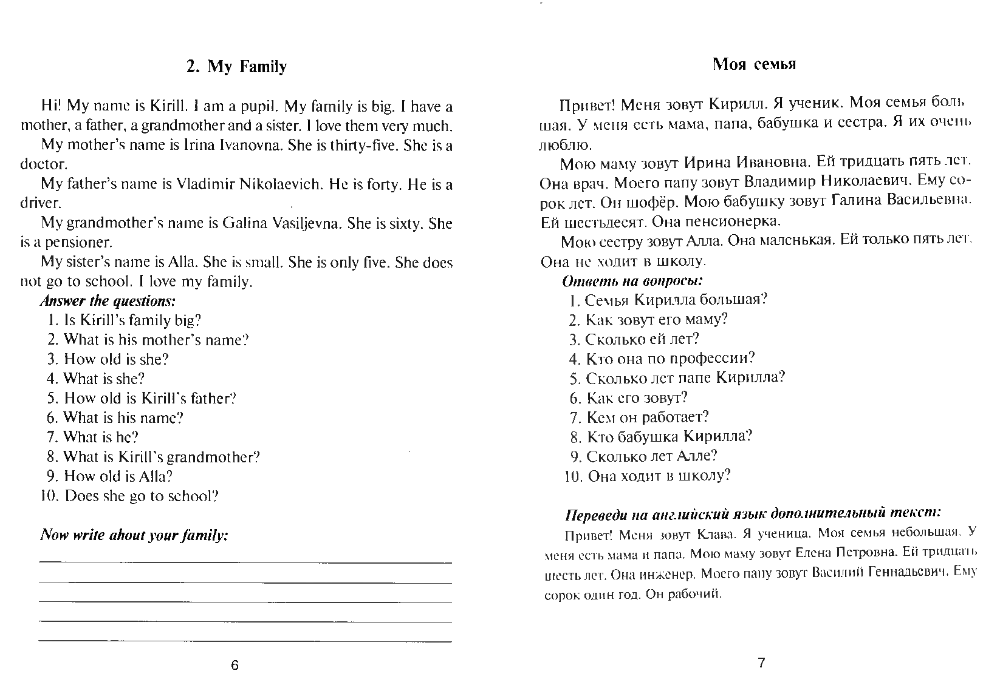 2. My Family
Hi! My name is Kirill. I am a pupil. My family is big. I have a
mother, a father, a grandmother and a sister. I love them very much.
My mother's name is Irina Ivanovna. She is thirty-five. She is a
doctor.
My father's name is Vladimir Nikolaevich. He is forty. He is a
driver.
My grandmother's name is Galina Vasiljevna. She is sixty. She
is a pensioner.
My sister's name is Alla. She is small. She is only five. She does
not go to school. I love my family.
Answer the questions:
1. Is Kirill's family big?
2. What is his mother's name?
3. How old is she?
4. What is she?
5. How old is Kirill's father?
6. What is his name?
7. What is he?
8. What is Kirill's grandmother?
9. How old is Alla?
10. Does she go to school?
Now write about your family:
6
Моя семья
Привет! Меня зовут Кирилл. Я ученик. Моя семья боль
шая. У меня есть мама, папа, бабушка и сестра. Я их очень
люблю.
Мою маму зовут Ирина Ивановна. Ей тридцать пять лет.
Она врач. Моего папу зовут Владимир Николаевич. Ему со-
рок лет. Он шофёр. Мою бабушку зовут Галина Васильевна.
Ей шестьдесят. Она пенсионерка.
Мою сестру зовут Алла. Она маленькая. Ей только пять лет.
Она не ходит в школу.
Ответь на вопросы:
1. Семья Кирилла большая?
2. Как зовут его маму?
3. Сколько ей лет?
4. Кто она по профессии?
5. Сколько лет папе Кирилла?
6. Как его зовут?
7. Кем он работает?
8. Кто бабушка Кирилла?
9. Сколько лет Алле?
10. Она ходит в школу?
Переведи на английский язык дополнительный текст:
Привет! Меня зовут Клава. Я ученица. Моя семья небольшая. У
меня есть мама и папа. Мою маму зовут Елена Петровна. Ей тридцать
шесть лет. Она инженер. Моего папу зовут Василий Геннадьевич. Ему
сорок один год. Он рабочий.
7